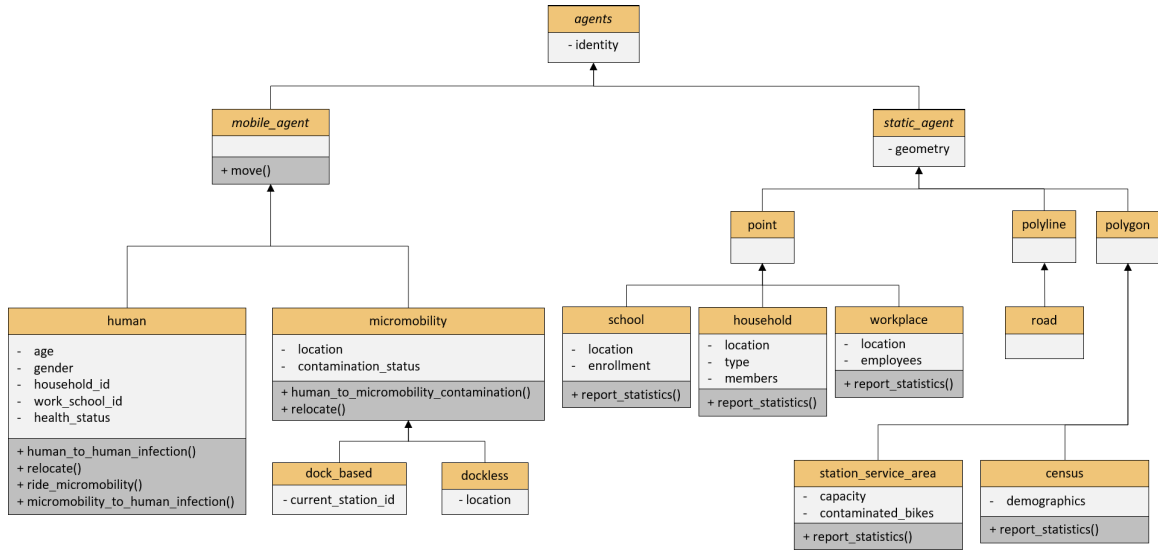 agents
- identity
mobile_agent
+ move()
static_agent
- geometry
point
polyline
polygon
human
- age
- gender
- household_id
- work_school_id
- health_status
+ human_to_human_infection()
+ relocate()
+ ride_micromobility()
+ micromobility_to_human_infection()
micromobility
- location
- contamination_status
+ human_to_micromobility_contamination()
+ relocate()
dock_based
- current_station_id
dockless
- location
school
- location
- enrollment
+ report_statistics()
household
- location
- type
- members
+ report_statistics()
workplace
- location
- employees
+ report_statistics()
road
station_service_area
- capacity
- contaminated_bikes
+ report_statistics()
census
- demographics
+ report_statistics()